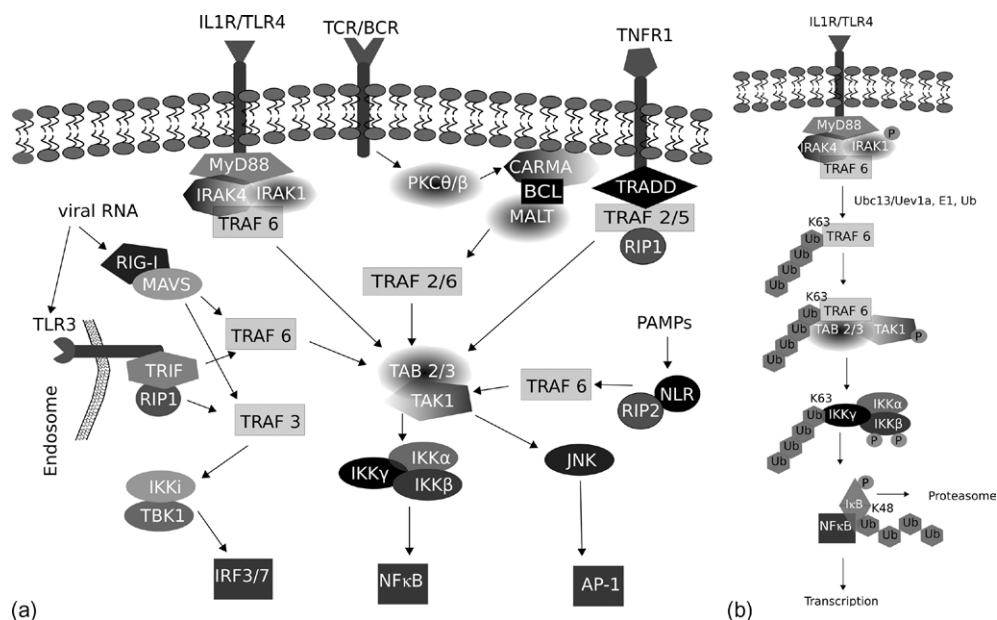 IL1R/TLR4
TCR/BCR
TNFR1
MyD88
IRAK4
IRAK1
TRAF 6
PKCθ/β
CARMA
BCL
MALT
TRADD
TRAF 2/5
RIP1
viral RNA
RIG-I
MAVS
TLR3
TRIF
RIP1
Endosome
TRAF 6
TRAF 3
TRAF 2/6
TAB 2/3
TAK1
TRAF 6
PAMPs
NLR
RIP2
IKKi
TBK1
IKKγ
IKKα
IKKβ
JNK
IRF3/7
NFκB
AP-1
(a)
IL1R/TLR4
MyD88
IRAK4
IRAK1
P
TRAF 6
Ubc13/Uev1a, E1, Ub
K63
Ub
TRAF 6
Ub
Ub
Ub
K63
Ub
TRAF 6
Ub
TAB 2/3
TAK1
P
Ub
Ub
K63
Ub
IKKγ
IKKα
IKKβ
P
P
Ub
Ub
Ub
P
IκB
Proteasome
K48
NFκB
Ub
Ub
Ub
Ub
Transcription
(b)